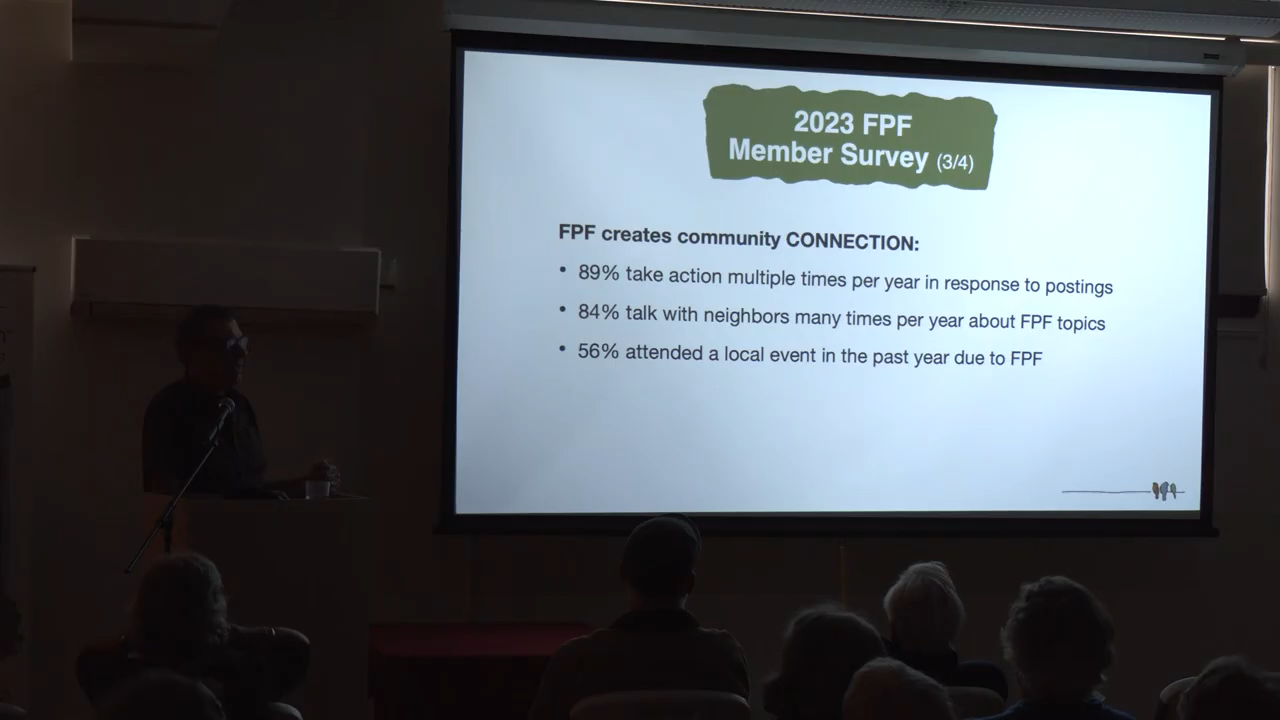 2023 FPF
Member Survey (3/4)
FPF creates community CONNECTION:
• 89% take action multiple times per year in response to postings
• 84% talk with neighbors many times per year about FPF topics
• 56% attended a local event in the past year due to FPF